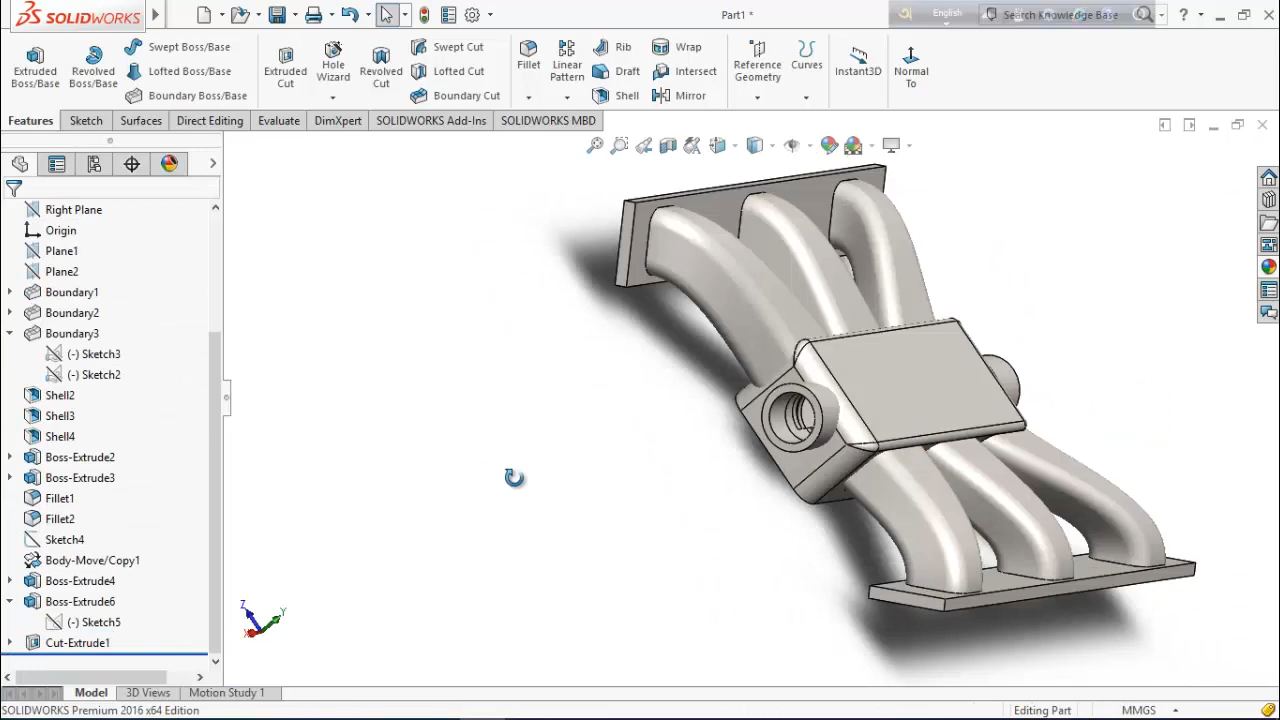 SOLIDWORKS
Part1 *
English
Search Knowledge Base
?
Extruded Boss/Base
Revolved Boss/Base
Swept Boss/Base
Lofted Boss/Base
Boundary Boss/Base
Extruded Cut
Hole Wizard
Revolved Cut
Swept Cut
Lofted Cut
Boundary Cut
Fillet
Linear Pattern
Rib
Draft
Shell
Wrap
Intersect
Mirror
Reference Geometry
Curves
Instant3D
Normal To
Features
Sketch
Surfaces
Direct Editing
Evaluate
DimXpert
SOLIDWORKS Add-Ins
SOLIDWORKS MBD
Right Plane
Origin
Plane1
Plane2
Boundary1
Boundary2
Boundary3
(-) Sketch3
(-) Sketch2
Shell2
Shell3
Shell4
Boss-Extrude2
Boss-Extrude3
Fillet1
Fillet2
Sketch4
Body-Move/Copy1
Boss-Extrude4
Boss-Extrude6
(-) Sketch5
Cut-Extrude1
Z
Y
X
Model
3D Views
Motion Study 1
SOLIDWORKS Premium 2016 x64 Edition
Editing Part
MMGS